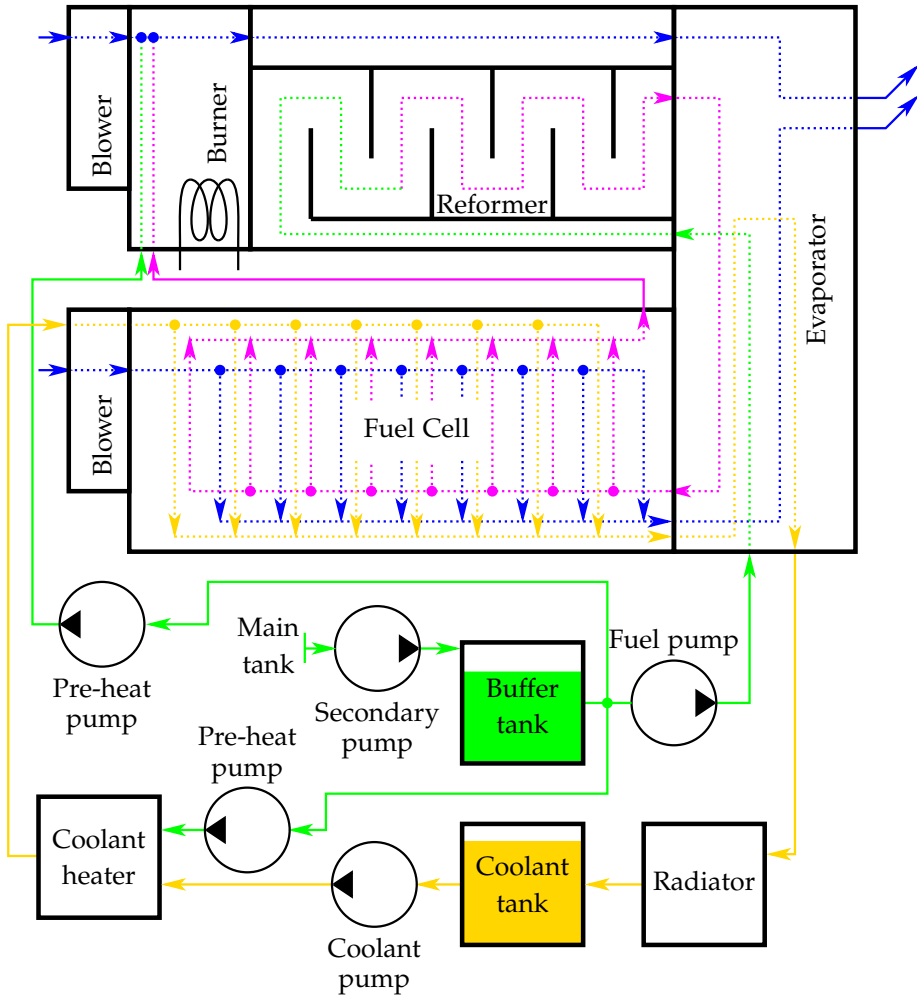 Blower
Burner
Reformer
Evaporator
Blower
Fuel Cell
Main
tank
Fuel pump
Pre-heat
pump
Secondary
pump
Buffer
tank
Pre-heat
pump
Coolant
heater
Coolant
pump
Coolant
tank
Radiator